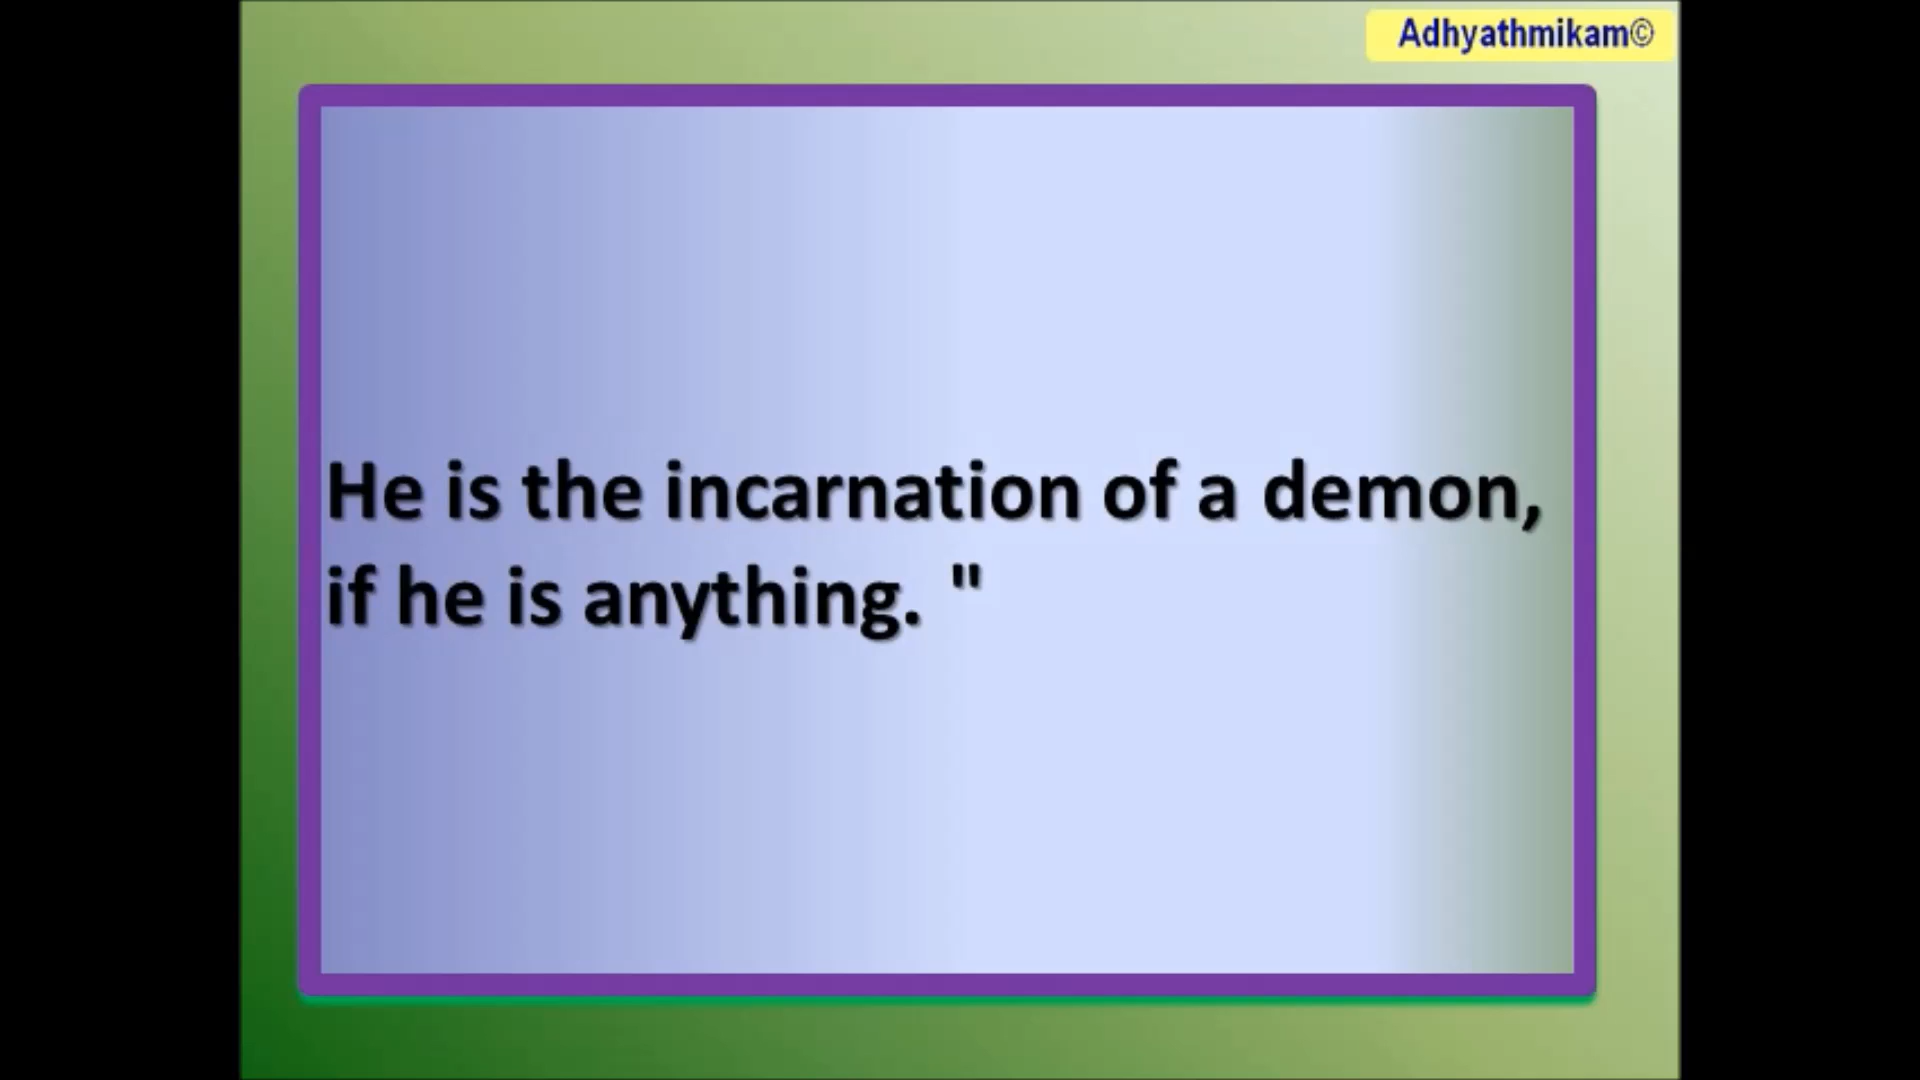 Adhyathmikam©
He is the incarnation of a demon,
if he is anything. "